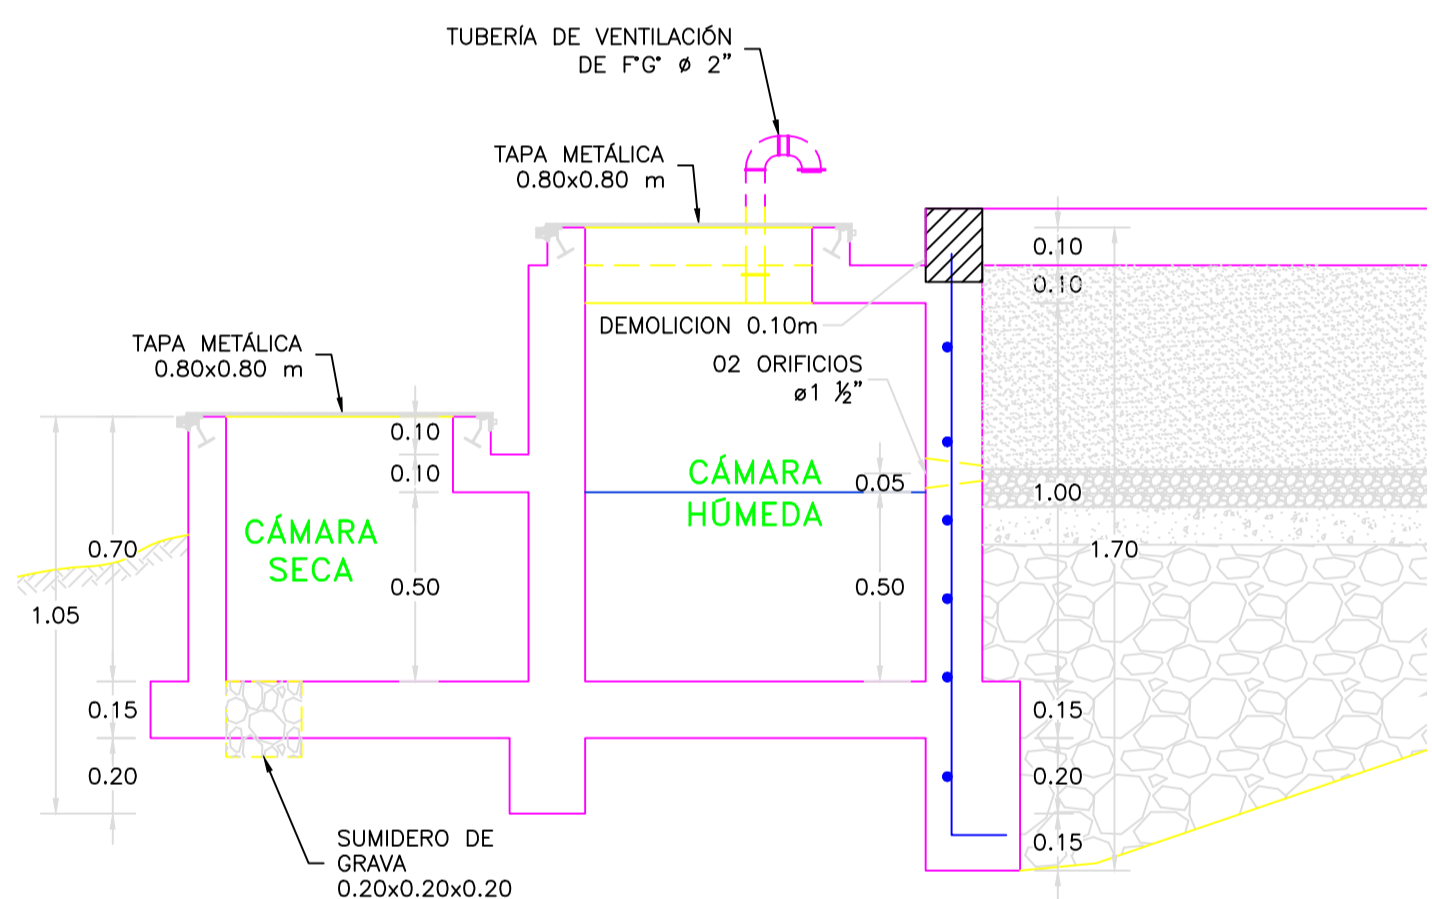 TUBERÍA DE VENTILACIÓN
DE F°G° ø 2"
TAPA METÁLICA
0.80x0.80 m
0.10
0.10
DEMOLICION 0.10m
TAPA METÁLICA
0.80x0.80 m
02 ORIFICIOS
ø1 ½"
0.10
0.10
CÁMARA
HÚMEDA
0.05
1.00
CÁMARA
SECA
0.70
1.70
0.50
0.50
1.05
0.15
0.15
0.20
0.20
SUMIDERO DE
GRAVA
0.20x0.20x0.20
0.15